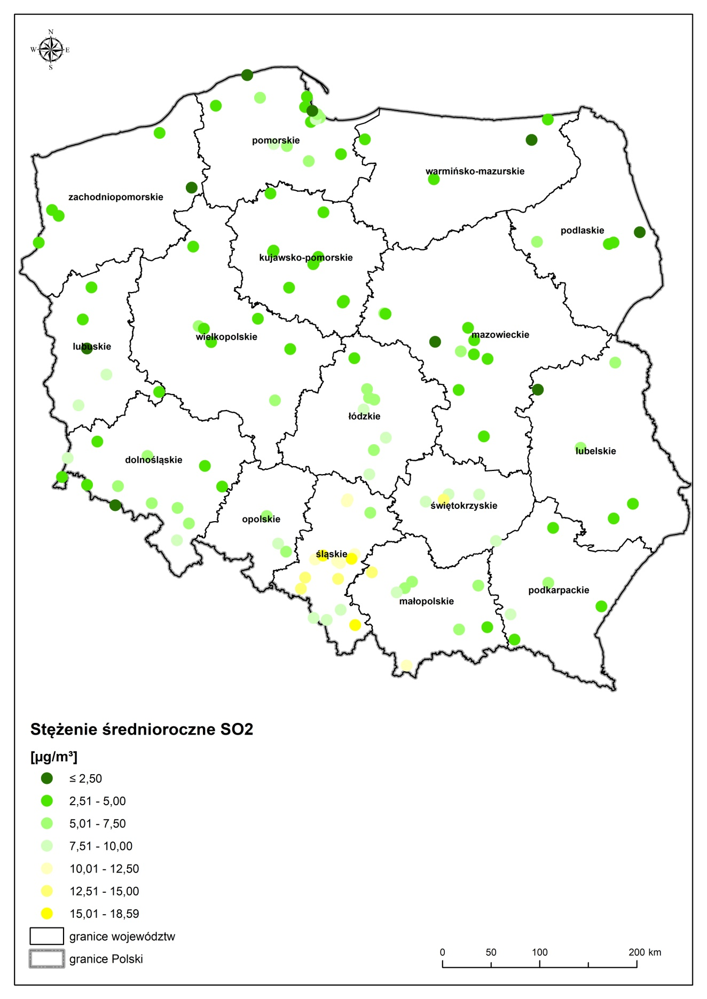 N
W E
S
pomorskie
warmińsko-mazurskie
zachodniopomorskie
podlaskie
kujawsko-pomorskie
mazowieckie
wielkopolskie
lubuskie
łódzkie
lubelskie
dolnośląskie
świętokrzyskie
opolskie
śląskie
podkarpackie
małopolskie
Stężenie średnioroczne SO2
[µg/m³]
≤ 2,50
2,51 - 5,00
5,01 - 7,50
7,51 - 10,00
10,01 - 12,50
12,51 - 15,00
15,01 - 18,59
granice województw
granice Polski
0 50 100 200 km